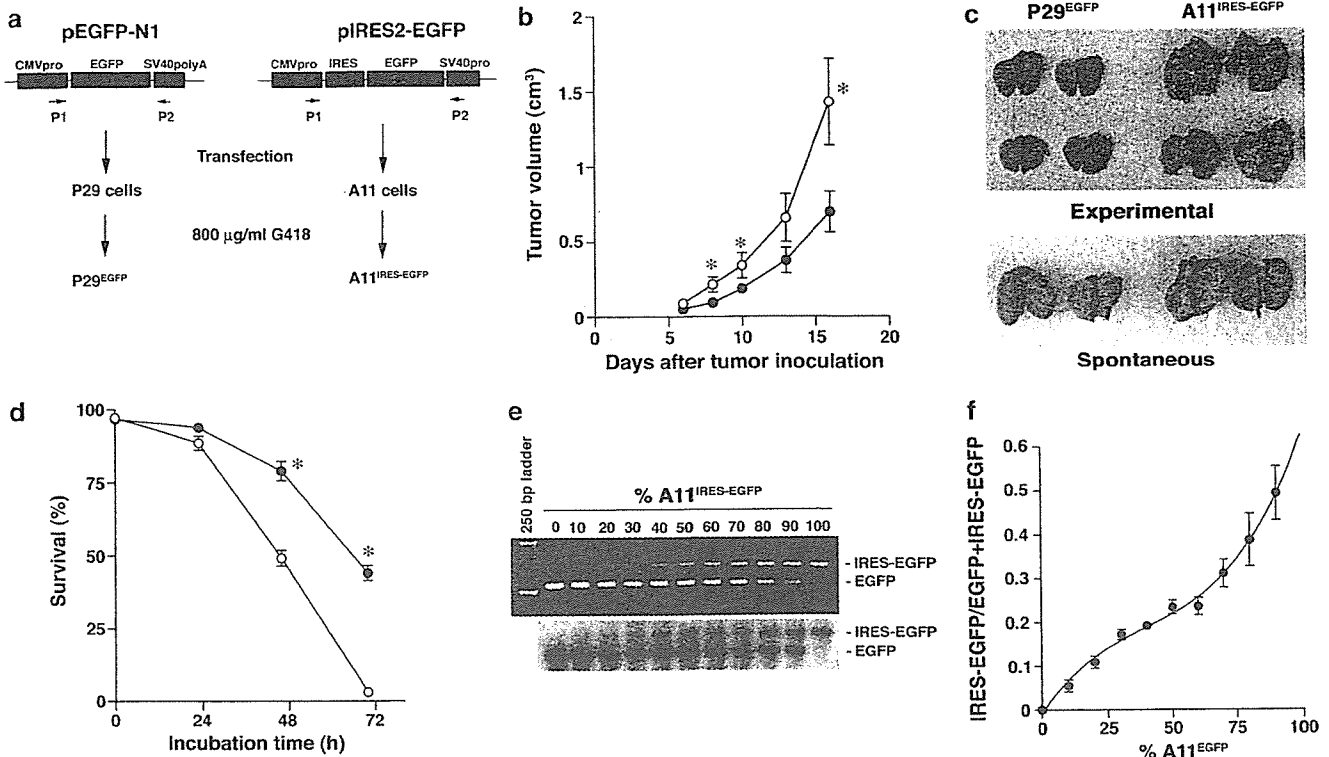 a
pEGFP-N1
pIRES2-EGFP
CMVpro EGFP SV40polyA
CMVpro IRES EGFP SV40pro
P1 P2
P1 P2
Transfection
P29 cells
A11 cells
800 µg/ml G418
P29EGFP
A11IRES-EGFP
b
Tumor volume (cm³)
2
1.5
1
0.5
0
*
*
*
0 5 10 15 20
Days after tumor inoculation
c
P29EGFP
A11IRES-EGFP
Experimental
Spontaneous
d
Survival (%)
100
75
50
25
0
*
*
0 24 48 72
Incubation time (h)
e
250 bp ladder
% A11IRES-EGFP
0 10 20 30 40 50 60 70 80 90 100
- IRES-EGFP
- EGFP
- IRES-EGFP
- EGFP
f
IRES-EGFP/EGFP+IRES-EGFP
0.6
0.5
0.4
0.3
0.2
0.1
0
0 25 50 75 100
% A11EGFP